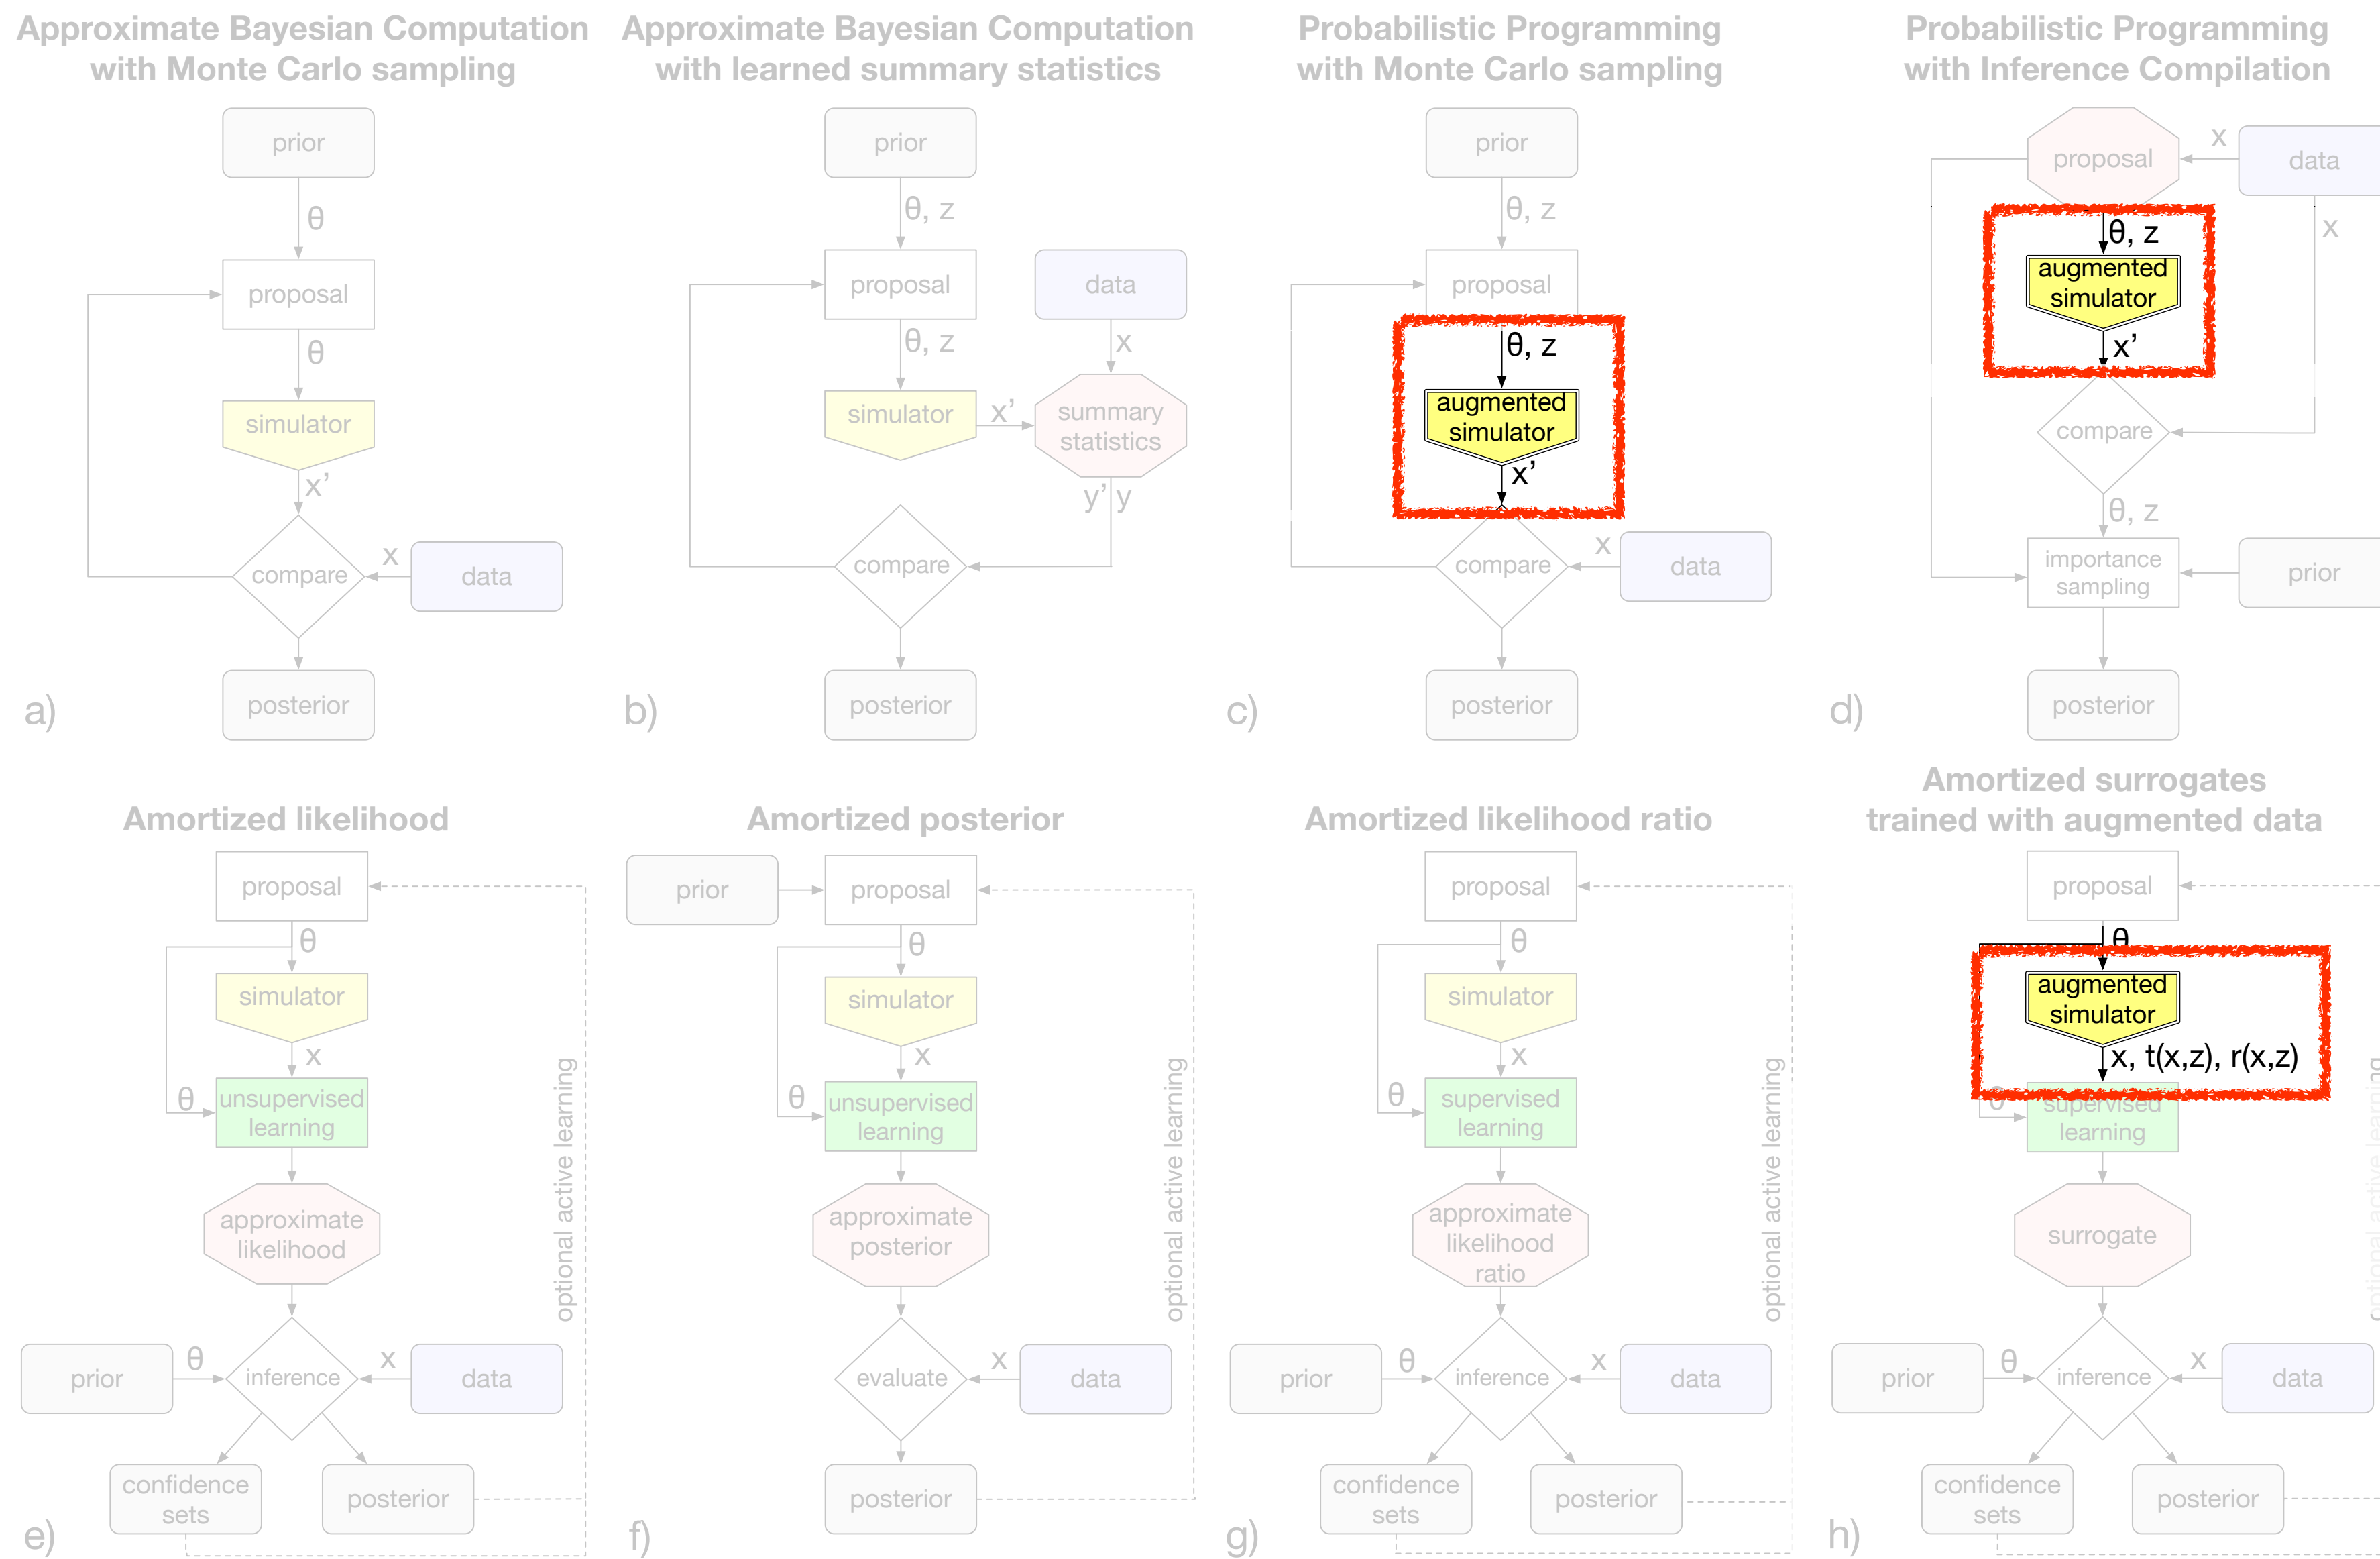 Approximate Bayesian Computation
with Monte Carlo sampling
prior
θ
proposal
θ
simulator
x’
compare
x
data
posterior
a)
Approximate Bayesian Computation
with learned summary statistics
prior
θ, z
proposal
data
θ, z
x
simulator
x’
summary
statistics
y’
y
compare
posterior
b)
Probabilistic Programming
with Monte Carlo sampling
prior
θ, z
proposal
θ, z
augmented
simulator
x’
compare
x
data
posterior
c)
Probabilistic Programming
with Inference Compilation
proposal
x
data
θ, z
x
augmented
simulator
x’
compare
θ, z
importance
sampling
prior
posterior
d)
Amortized likelihood
proposal
θ
simulator
x
θ
unsupervised
learning
optional active learning
approximate
likelihood
prior
θ
inference
x
data
confidence
sets
posterior
e)
Amortized posterior
prior
proposal
θ
simulator
x
θ
unsupervised
learning
optional active learning
approximate
posterior
evaluate
x
data
posterior
f)
Amortized likelihood ratio
proposal
θ
simulator
x
θ
supervised
learning
optional active learning
approximate
likelihood
ratio
prior
θ
inference
x
data
confidence
sets
posterior
g)
Amortized surrogates
trained with augmented data
proposal
θ
augmented
simulator
x, t(x,z), r(x,z)
θ
supervised
learning
optional active learning
surrogate
prior
θ
inference
x
data
confidence
sets
posterior
h)